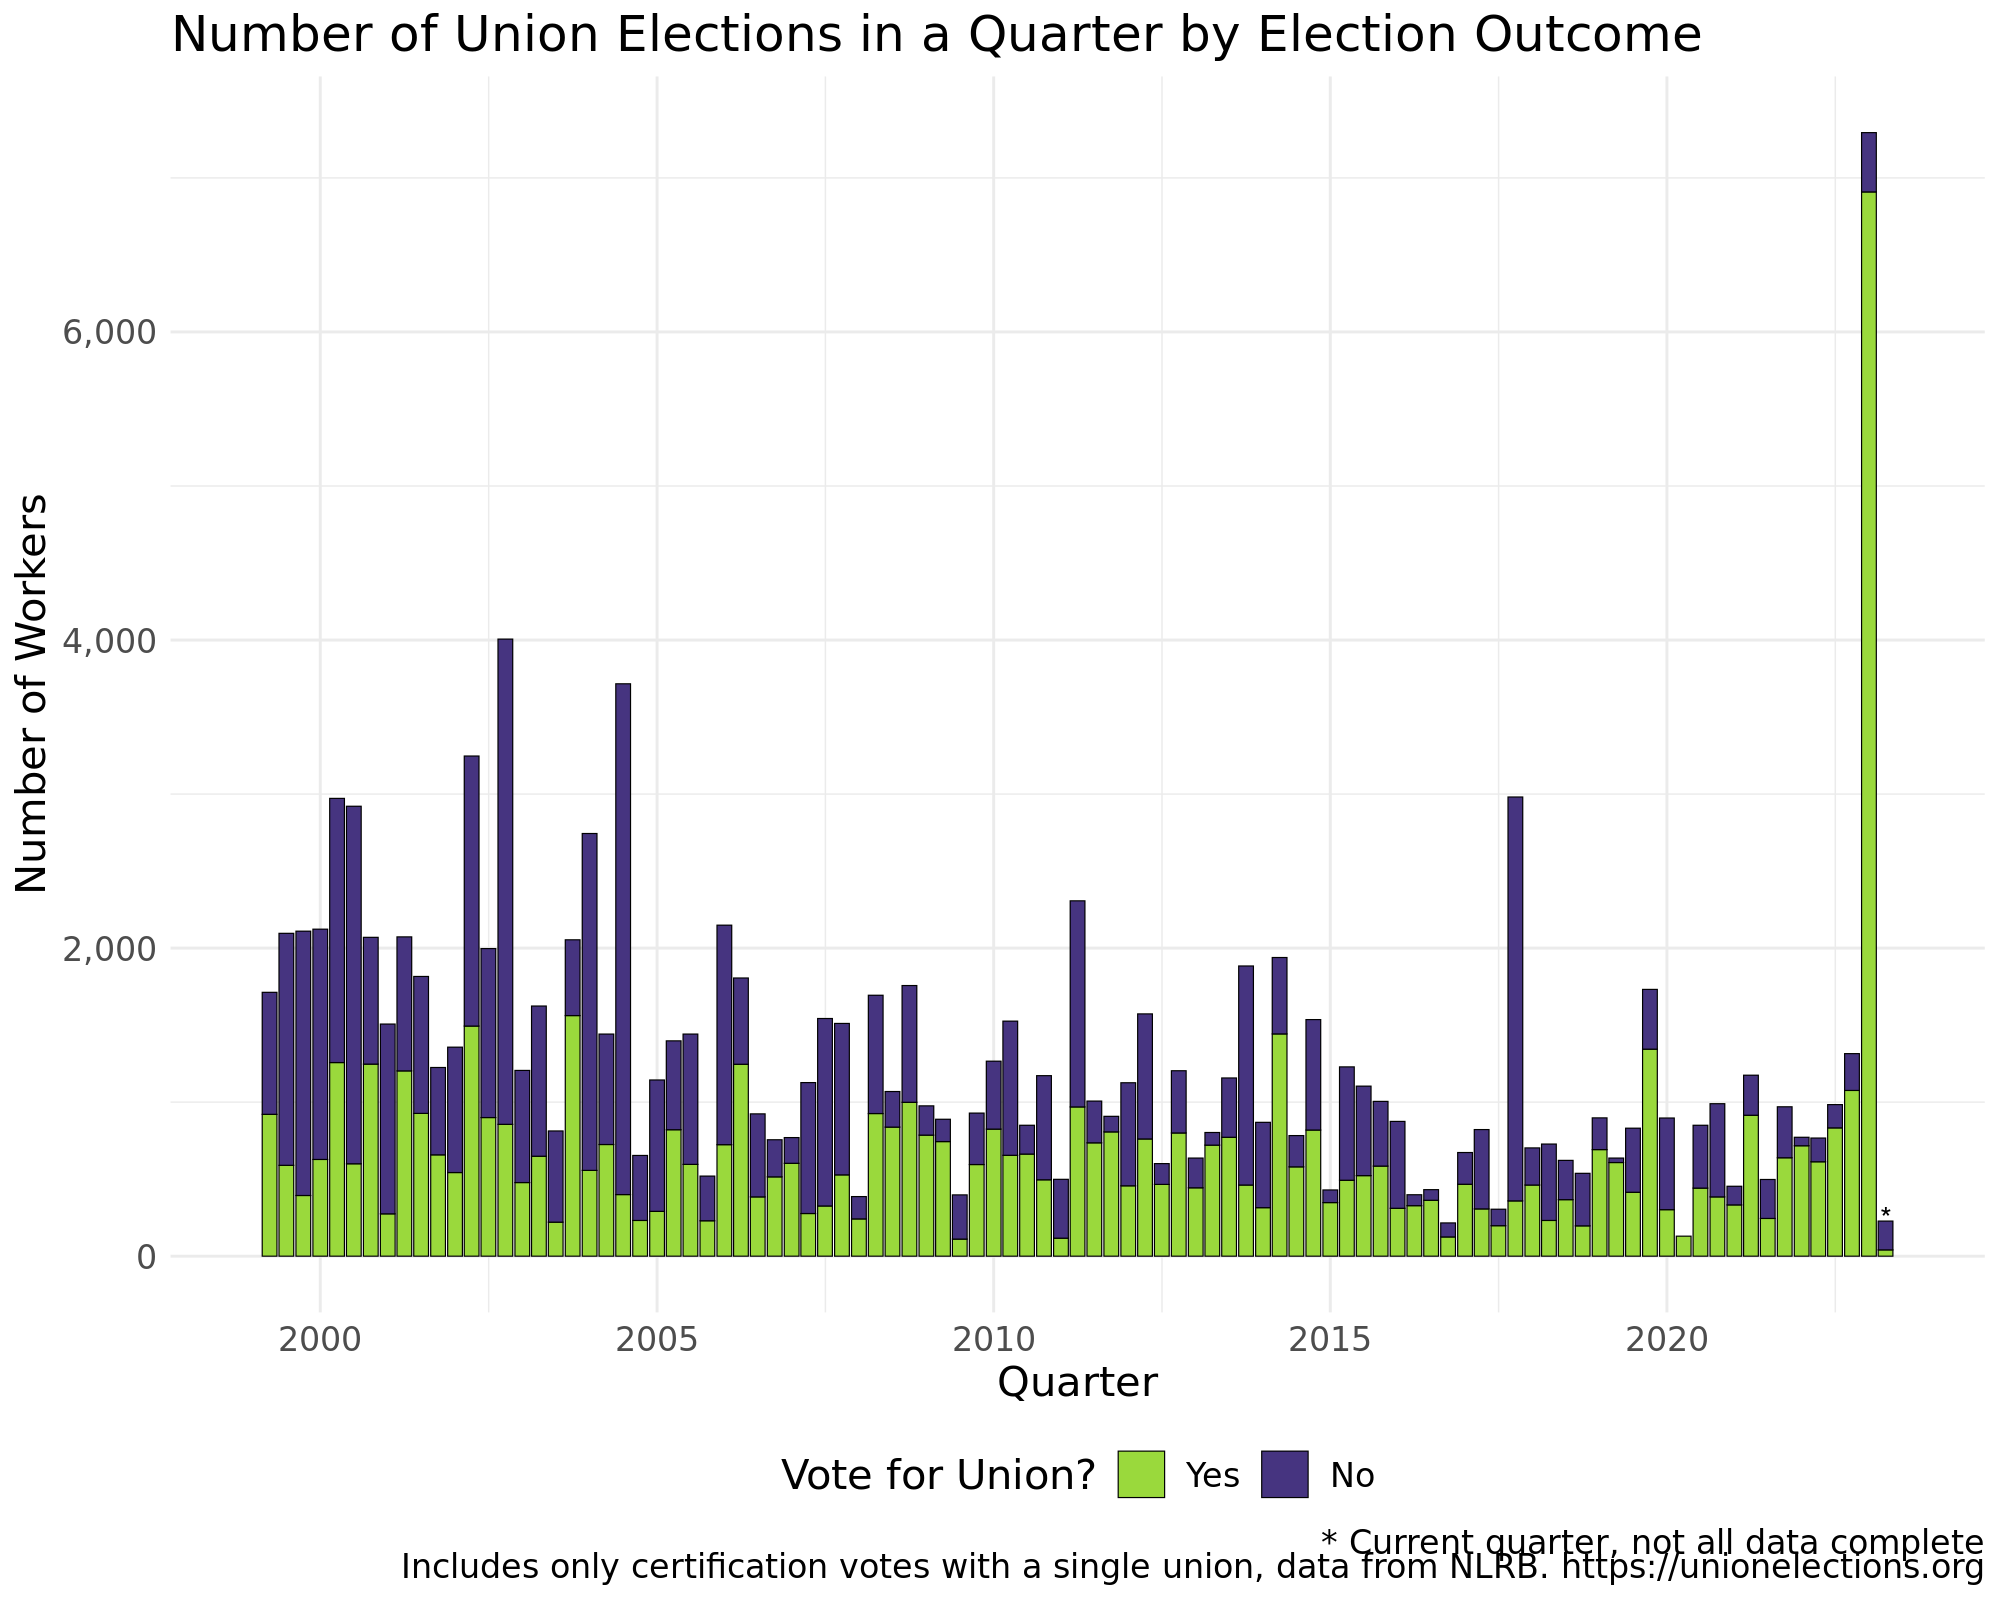 Number of Union Elections in a Quarter by Election Outcome
Number of Workers
6,000
4,000
2,000
0
*
2000 2005 2010 2015 2020
Quarter
Vote for Union? Yes No
* Current quarter, not all data complete
Includes only certification votes with a single union, data from NLRB. https://unionelections.org